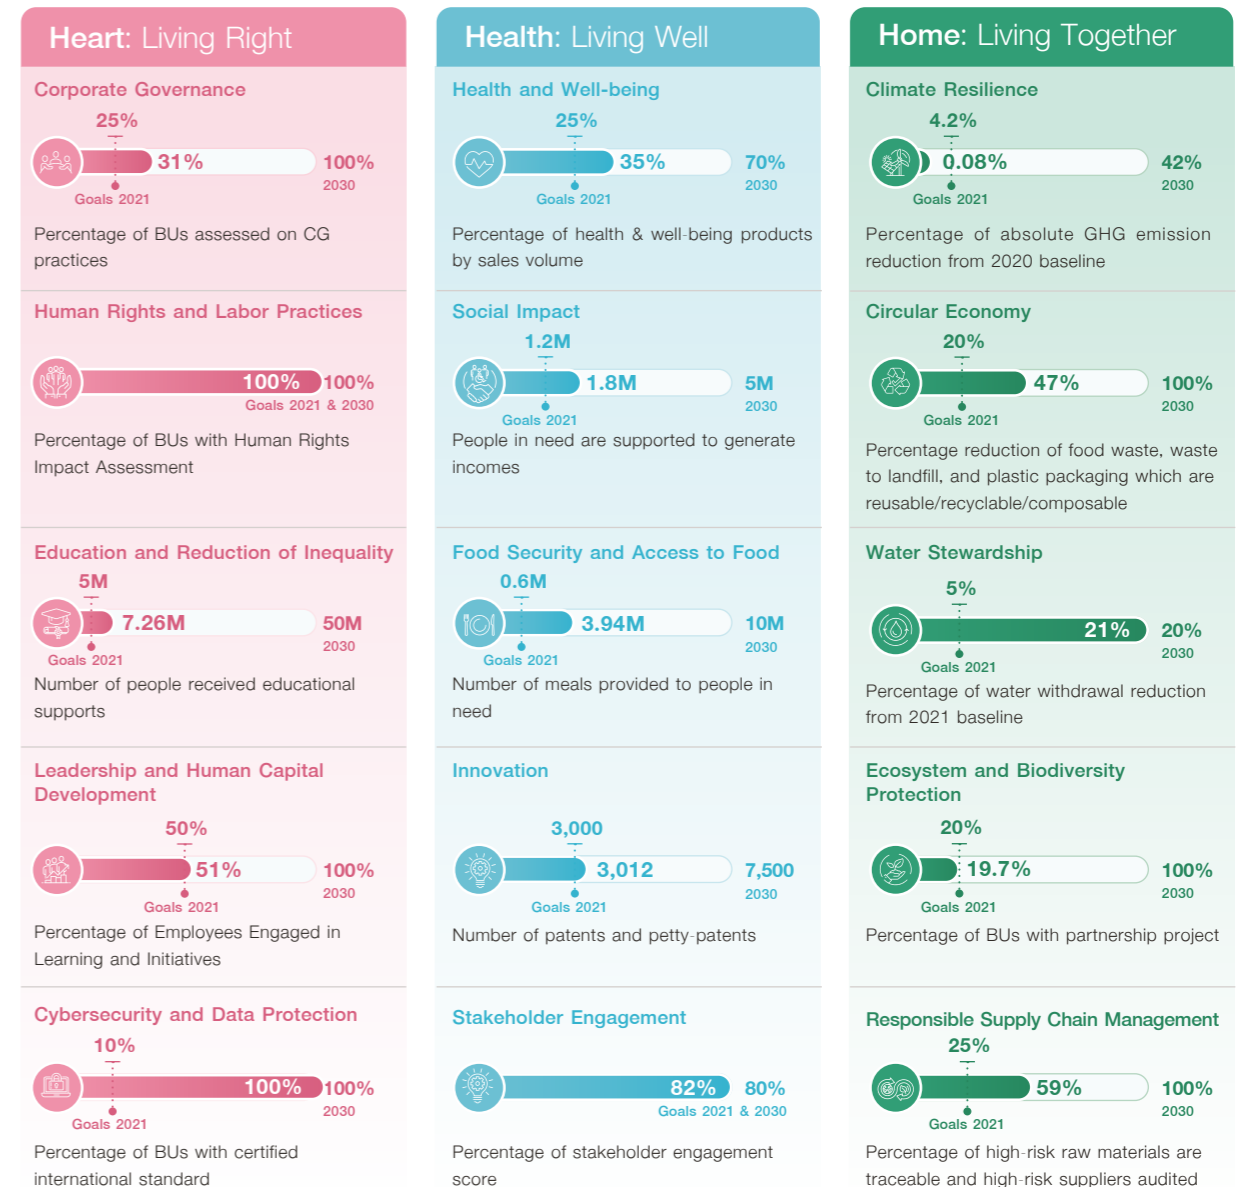 Heart: Living Right
Corporate Governance
25%
31%
100%
2030
Goals 2021
Percentage of BUs assessed on CG
practices
Human Rights and Labor Practices
100%
100%
Goals 2021 & 2030
Percentage of BUs with Human Rights
Impact Assessment
Education and Reduction of Inequality
5M
7.26M
50M
2030
Goals 2021
Number of people received educational
supports
Leadership and Human Capital
Development
50%
51%
100%
2030
Goals 2021
Percentage of Employees Engaged in
Learning and Initiatives
Cybersecurity and Data Protection
10%
100%
100%
2030
Goals 2021
Percentage of BUs with certified
international standard
Health: Living Well
Health and Well-being
25%
35%
70%
2030
Goals 2021
Percentage of health & well-being products
by sales volume
Social Impact
1.2M
1.8M
5M
2030
Goals 2021
People in need are supported to generate
incomes
Food Security and Access to Food
0.6M
3.94M
10M
2030
Goals 2021
Number of meals provided to people in
need
Innovation
3,000
3,012
7,500
2030
Goals 2021
Number of patents and petty-patents
Stakeholder Engagement
82%
80%
Goals 2021 & 2030
Percentage of stakeholder engagement
score
Home: Living Together
Climate Resilience
4.2%
0.08%
42%
2030
Goals 2021
Percentage of absolute GHG emission
reduction from 2020 baseline
Circular Economy
20%
47%
100%
2030
Goals 2021
Percentage reduction of food waste, waste
to landfill, and plastic packaging which are
reusable/recyclable/composable
Water Stewardship
5%
21%
20%
2030
Goals 2021
Percentage of water withdrawal reduction
from 2021 baseline
Ecosystem and Biodiversity
Protection
20%
19.7%
100%
2030
Goals 2021
Percentage of BUs with partnership project
Responsible Supply Chain Management
25%
59%
100%
2030
Goals 2021
Percentage of high-risk raw materials are
traceable and high-risk suppliers audited